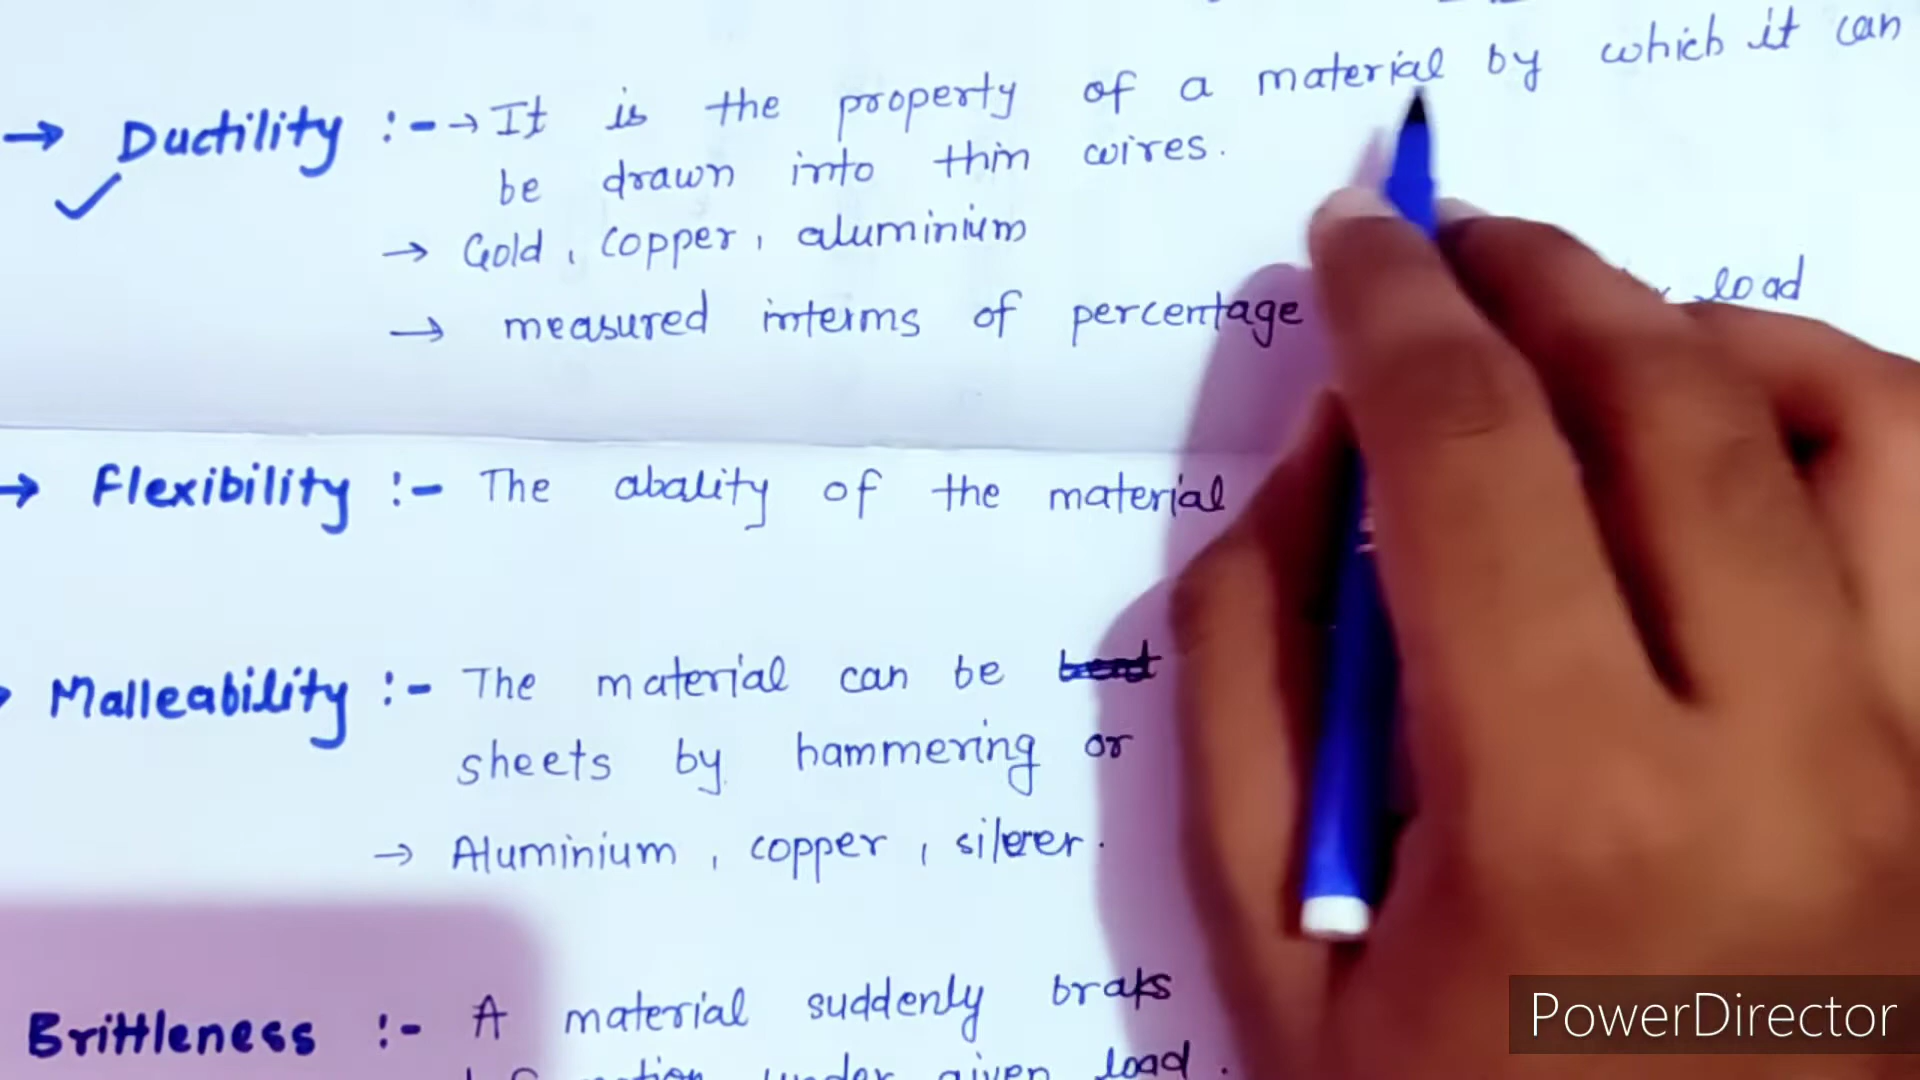 → Ductility :- → It is the property of a material by which it can
be drawn into thin wires.
→ Gold, copper, aluminium
→ measured interms of percentage load
→ Flexibility :- The abality of the material
Malleability :- The material can be
sheets by hammering or
→ Aluminium, copper, silver.
Brittleness :- A material suddenly braks
under given load.
PowerDirector